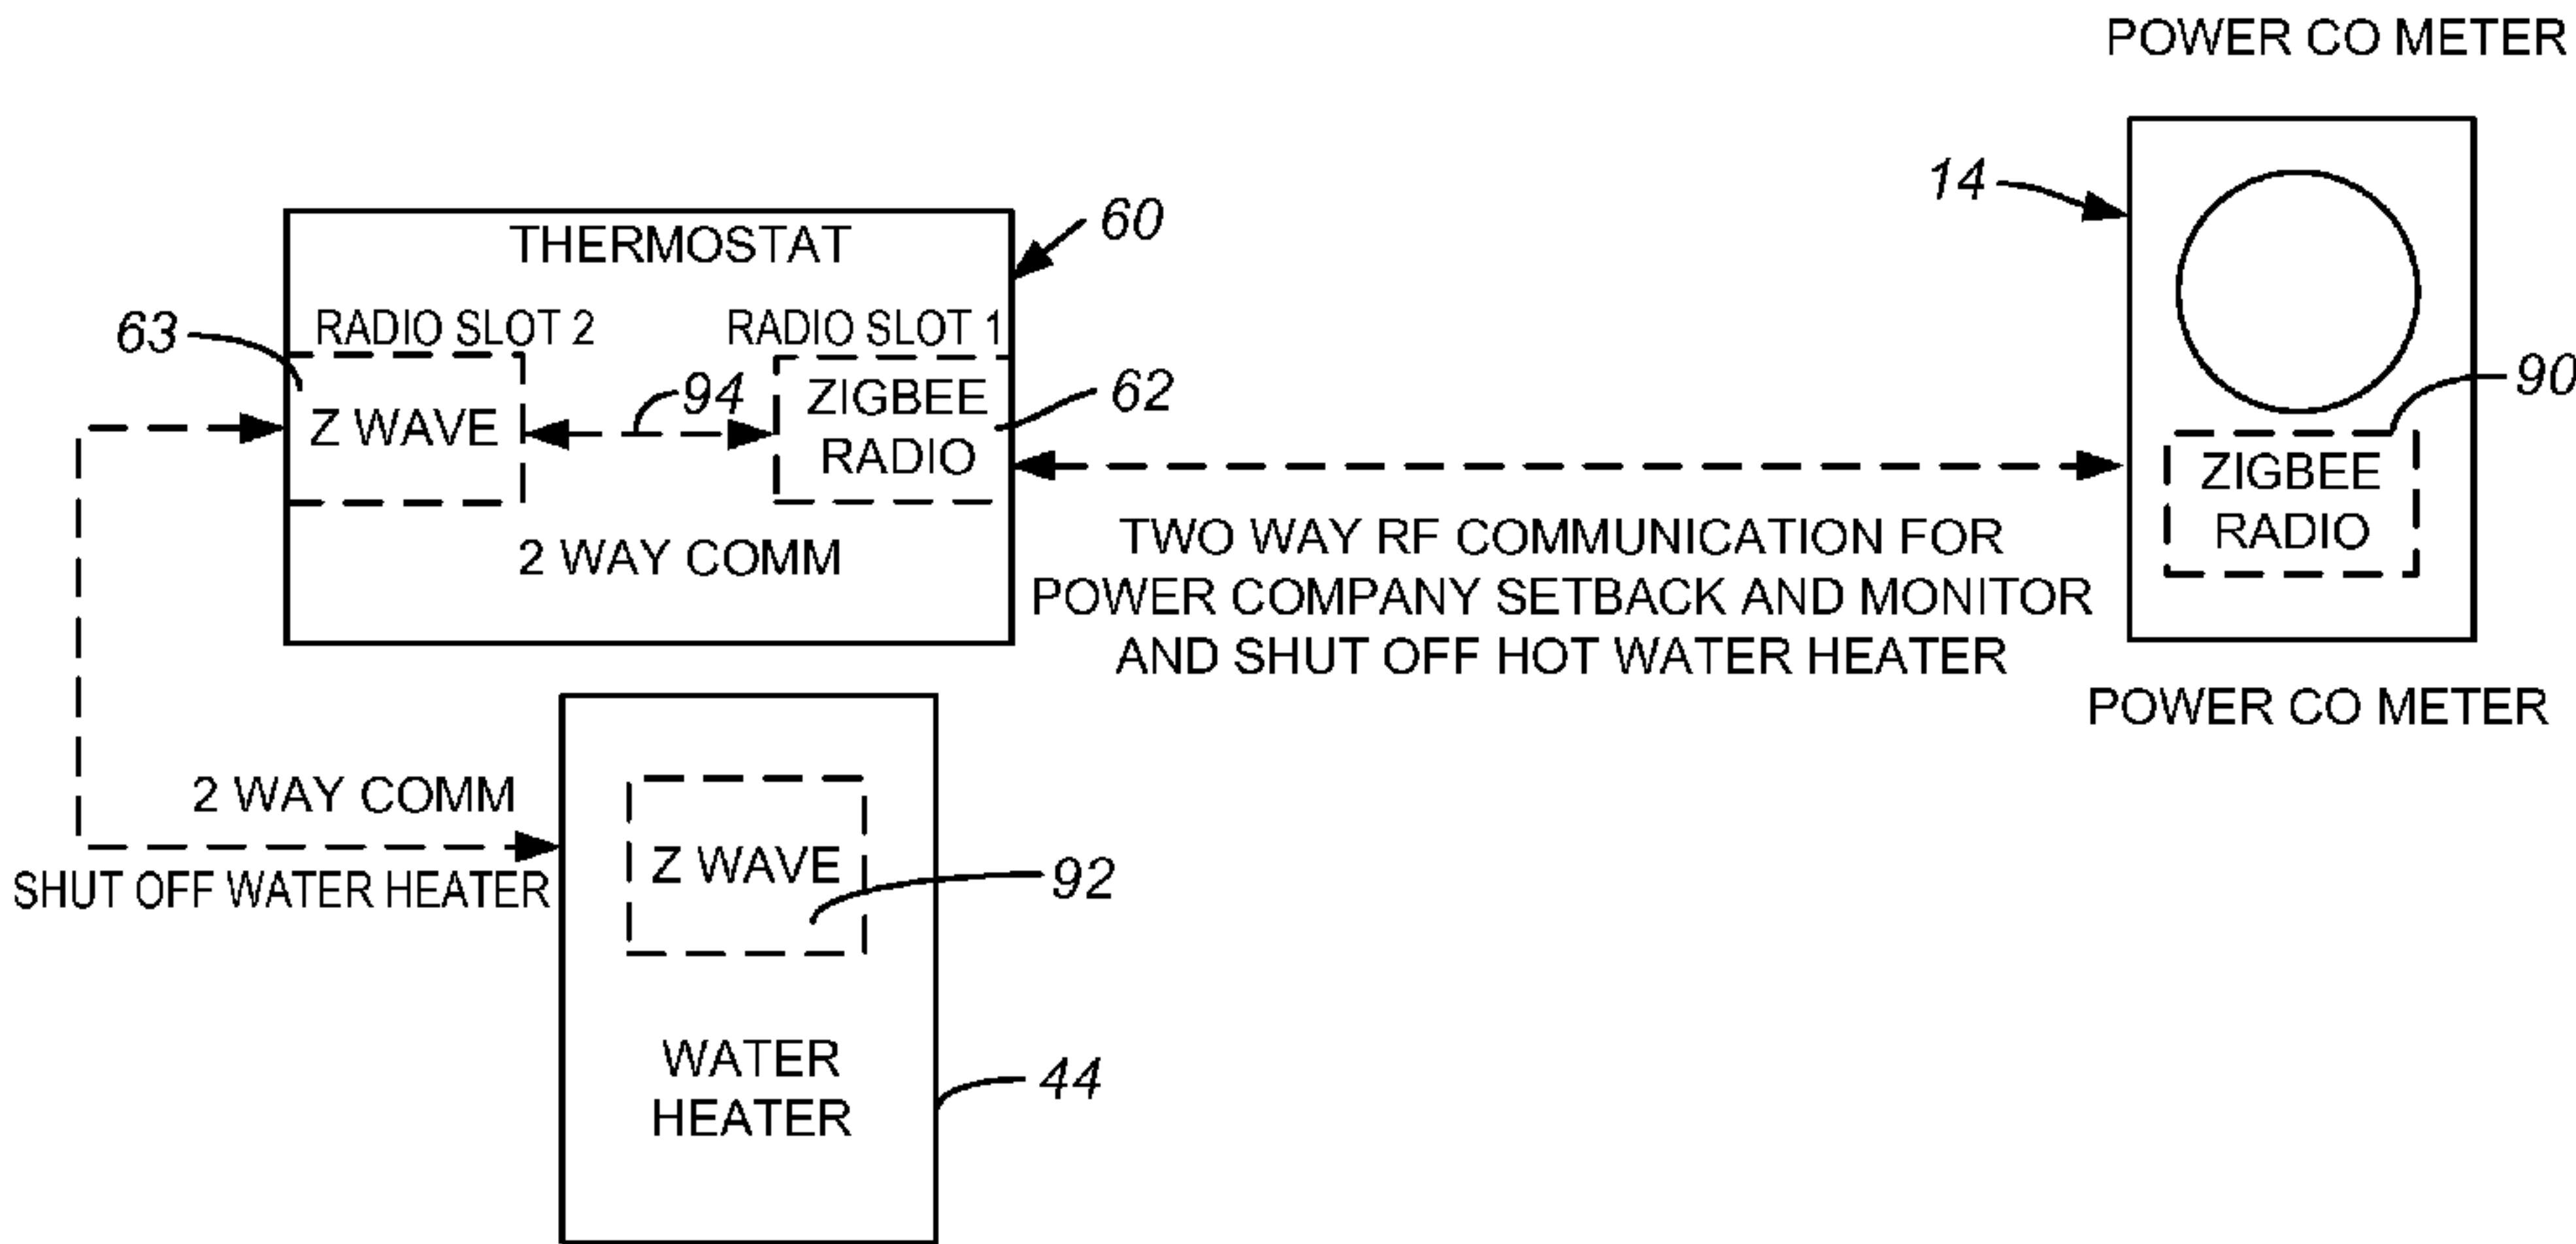 POWER CO METER
14
THERMOSTAT
60
63
RADIO SLOT 2
RADIO SLOT 1
Z WAVE
94
ZIGBEE
RADIO
62
90
ZIGBEE
RADIO
2 WAY COMM
TWO WAY RF COMMUNICATION FOR
POWER COMPANY SETBACK AND MONITOR
AND SHUT OFF HOT WATER HEATER
POWER CO METER
2 WAY COMM
SHUT OFF WATER HEATER
Z WAVE
92
WATER
HEATER
44